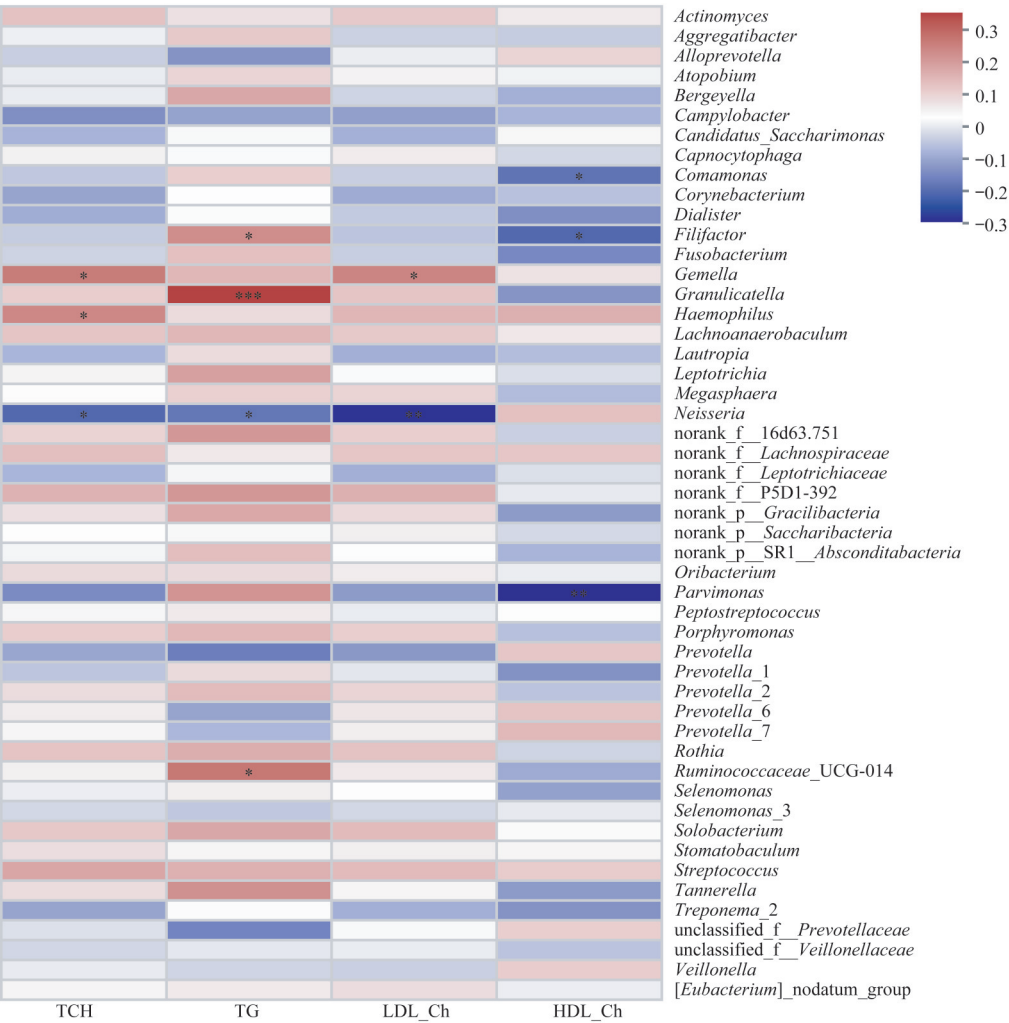 Actinomyces
Aggregatibacter
Alloprevotella
Atopobium
Bergeyella
Campylobacter
Candidatus_Saccharimonas
Capnocytophaga
* Comamonas
Corynebacterium
Dialister
* * Filifactor
Fusobacterium
* * Gemella
*** Granulicatella
* Haemophilus
Lachnoanaerobaculum
Lautropia
Leptotrichia
Megasphaera
* * ** Neisseria
norank_f__16d63.751
norank_f__Lachnospiraceae
norank_f__Leptotrichiaceae
norank_f__P5D1-392
norank_p__Gracilibacteria
norank_p__Saccharibacteria
norank_p__SR1__Absconditabacteria
Oribacterium
** Parvimonas
Peptostreptococcus
Porphyromonas
Prevotella
Prevotella_1
Prevotella_2
Prevotella_6
Prevotella_7
Rothia
* Ruminococcaceae_UCG-014
Selenomonas
Selenomonas_3
Solobacterium
Stomatobaculum
Streptococcus
Tannerella
Treponema_2
unclassified_f__Prevotellaceae
unclassified_f__Veillonellaceae
Veillonella
[Eubacterium]_nodatum_group
TCH TG LDL_Ch HDL_Ch
0.3
0.2
0.1
0
−0.1
−0.2
−0.3